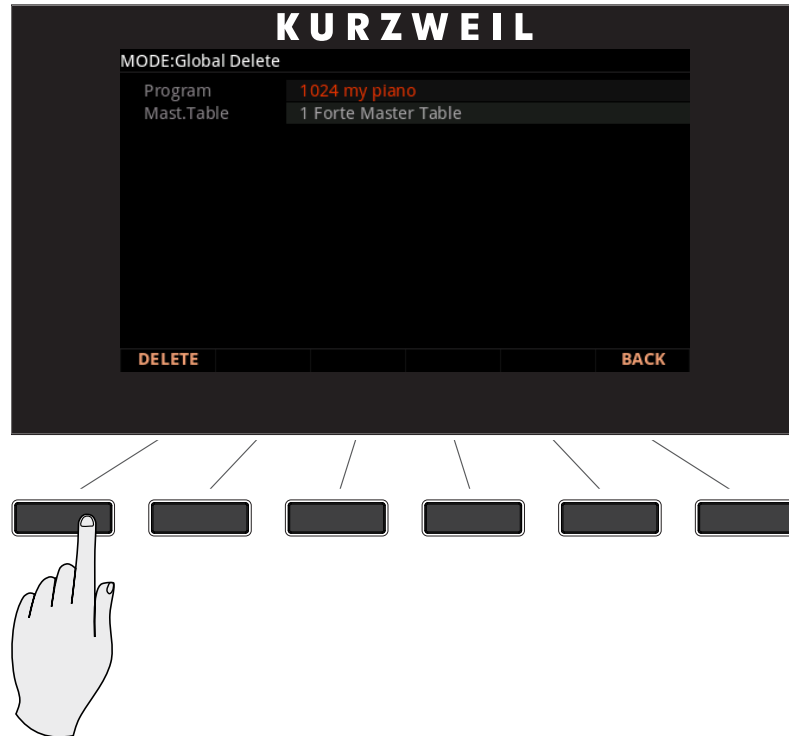 KURZWEIL
MODE:Global Delete
Program 1024 my piano
Mast.Table 1 Forte Master Table
DELETE BACK